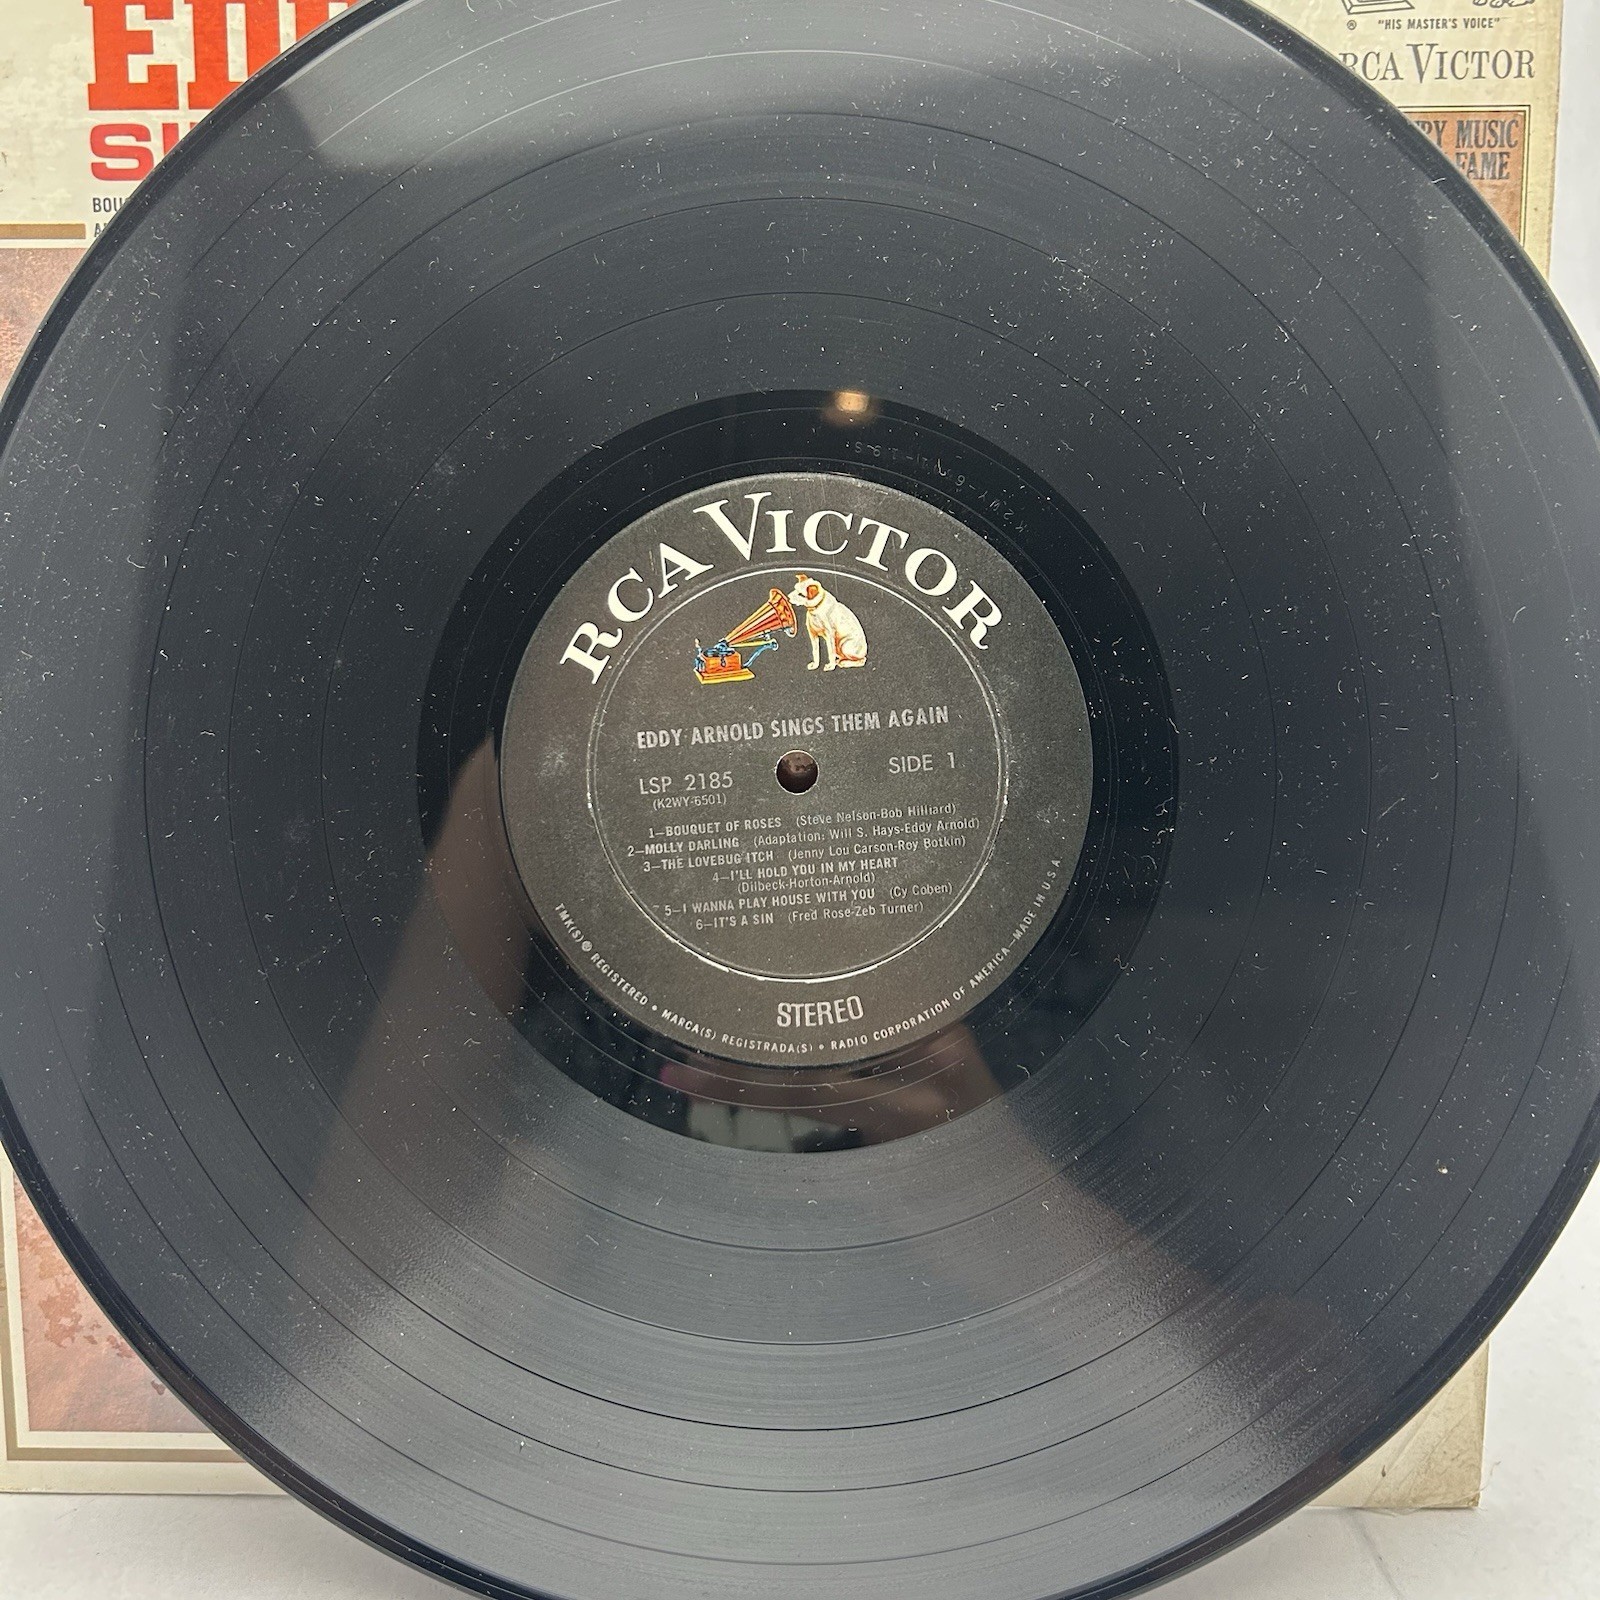 EDD
"HIS MASTER'S VOICE"
RCA VICTOR
MUSIC
FAME
RCA VICTOR
EDDY ARNOLD SINGS THEM AGAIN
LSP 2185
SIDE 1
(K2WY-6501)
1—BOUQUET OF ROSES (Steve Nelson-Bob Hilliard)
2—MOLLY DARLING (Adaptation: Will S. Hays-Eddy Arnold)
3—THE LOVEBUG ITCH (Jenny Lou Carson-Roy Botkin)
4—I'LL HOLD YOU IN MY HEART
(Dilbeck-Horton-Arnold)
5—I WANNA PLAY HOUSE WITH YOU (Cy Coben)
6—IT'S A SIN (Fred Rose-Zeb Turner)
STEREO
TMK(S) ® REGISTERED • MARCA(S) REGISTRADA(S) • RADIO CORPORATION OF AMERICA—MADE IN U.S.A.